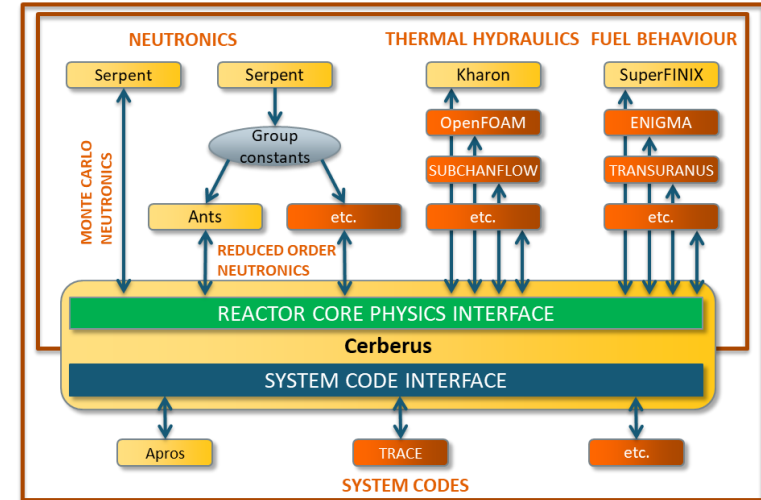 NEUTRONICS
THERMAL HYDRAULICS
FUEL BEHAVIOUR
Serpent
Serpent
Kharon
SuperFINIX
OpenFOAM
ENIGMA
Group
constants
SUBCHANFLOW
TRANSURANUS
MONTE CARLO
NEUTRONICS
Ants
etc.
etc.
etc.
REDUCED ORDER
NEUTRONICS
REACTOR CORE PHYSICS INTERFACE
Cerberus
SYSTEM CODE INTERFACE
Apros
TRACE
etc.
SYSTEM CODES